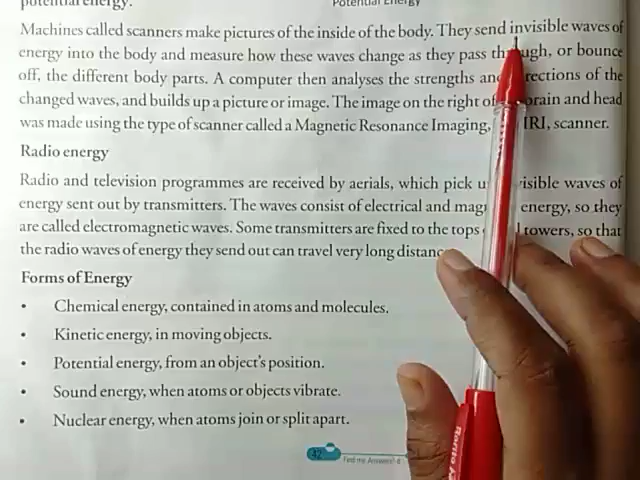 potential energy.
Potential Energy
Machines called scanners make pictures of the inside of the body. They send invisible waves of
energy into the body and measure how these waves change as they pass through, or bounce
off, the different body parts. A computer then analyses the strengths and rections of the
changed waves, and builds up a picture or image. The image on the right of brain and head
was made using the type of scanner called a Magnetic Resonance Imaging, IRI, scanner.
Radio energy
Radio and television programmes are received by aerials, which pick u visible waves of
energy sent out by transmitters. The waves consist of electrical and mag energy, so they
are called electromagnetic waves. Some transmitters are fixed to the tops towers, so that
the radio waves of energy they send out can travel very long distanc
Forms of Energy
• Chemical energy, contained in atoms and molecules.
• Kinetic energy, in moving objects.
• Potential energy, from an object's position.
• Sound energy, when atoms or objects vibrate.
• Nuclear energy, when atoms join or split apart.
42
Find me Answers!-4